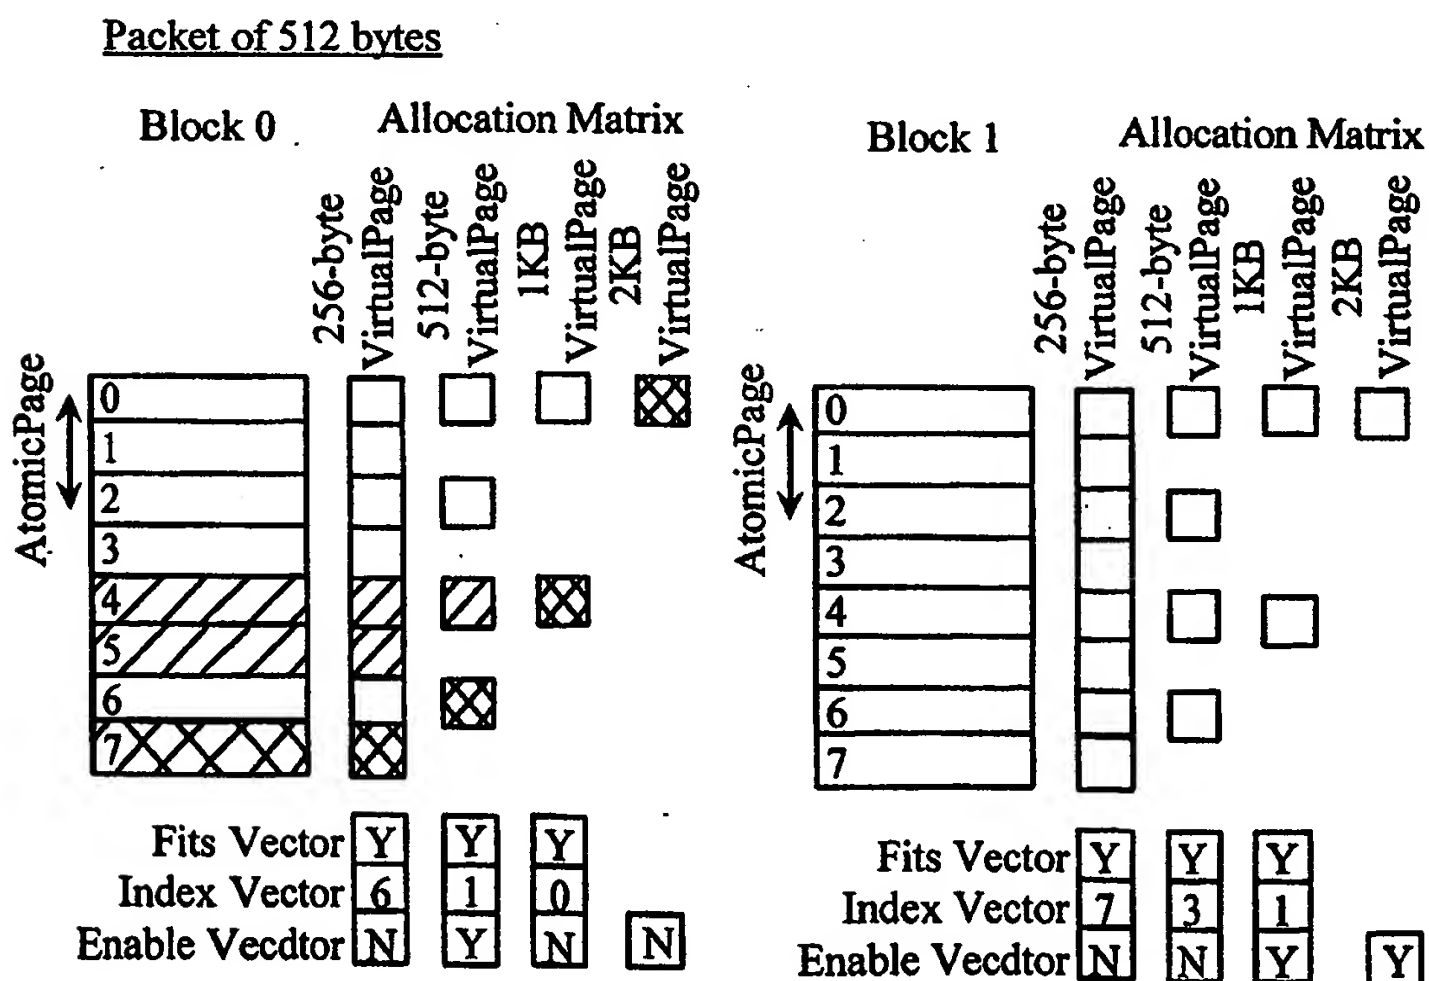 Packet of 512 bytes
Block 0
Allocation Matrix
256-byte
VirtualPage
512-byte
VirtualPage
1KB
VirtualPage
2KB
VirtualPage
AtomicPage
0
1
2
3
4
5
6
7
Fits Vector Y Y Y
Index Vector 6 1 0
Enable Vecdtor N Y N N
Block 1
Allocation Matrix
256-byte
VirtualPage
512-byte
VirtualPage
1KB
VirtualPage
2KB
VirtualPage
AtomicPage
0
1
2
3
4
5
6
7
Fits Vector Y Y Y
Index Vector 7 3 1
Enable Vecdtor N N Y Y